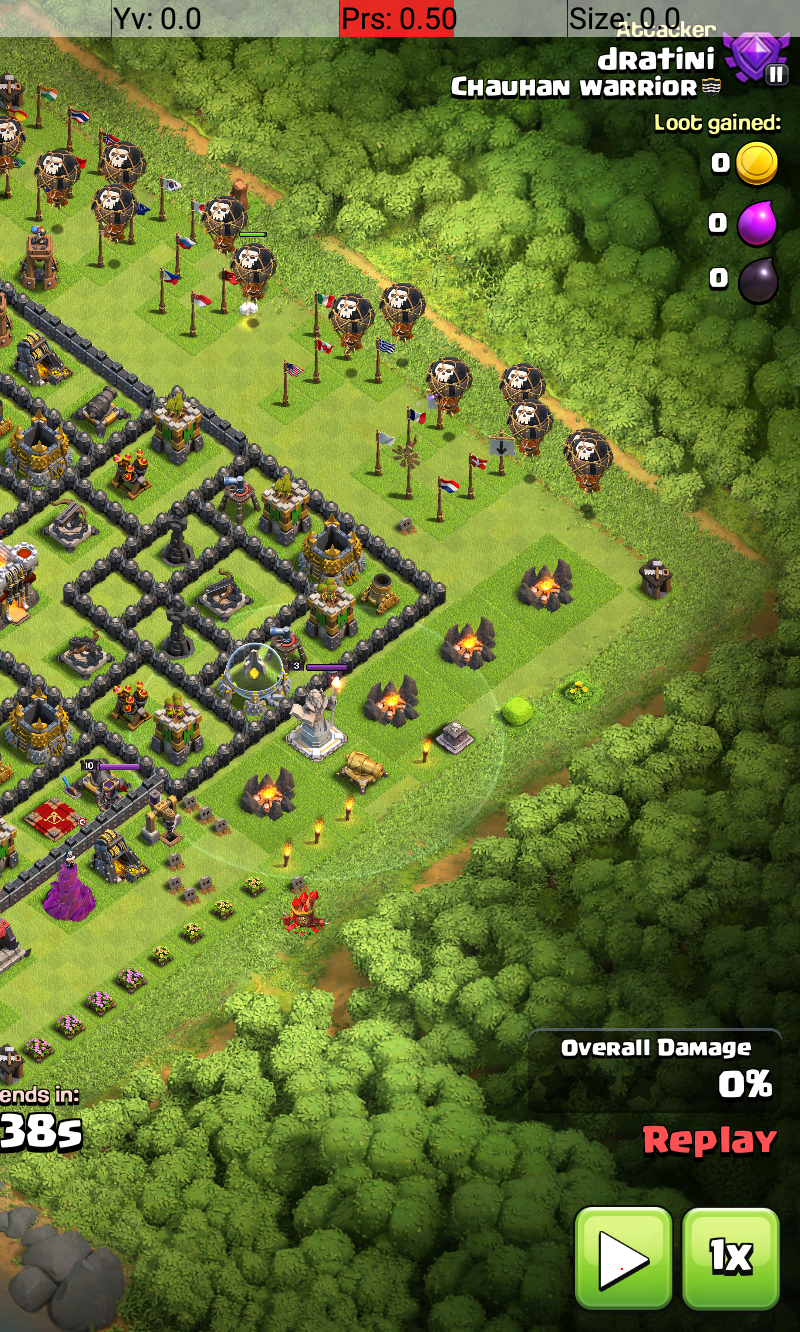 Yv: 0.0
Prs: 0.50
Size: 0.0
Attacker
dratini
Chauhan warrior
Loot gained:
0
0
0
3
10
Overall Damage
0%
ends in:
38s
Replay
1x